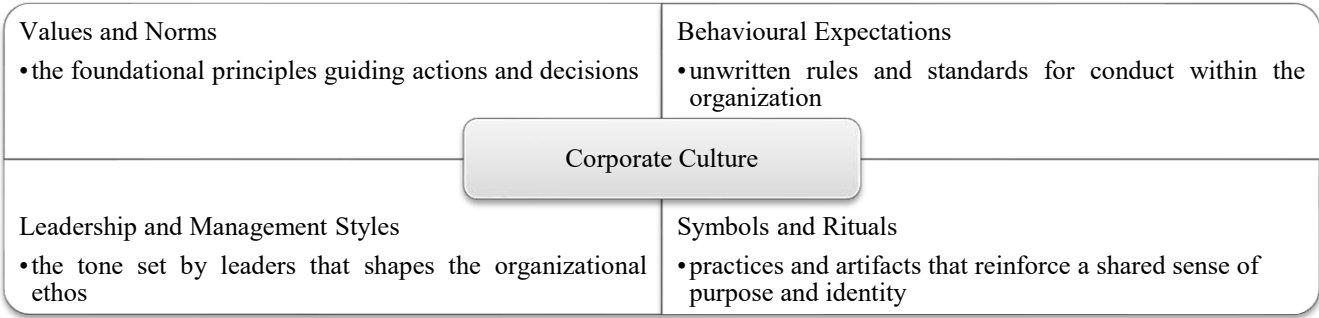 Values and Norms
•the foundational principles guiding actions and decisions
Behavioural Expectations
•unwritten rules and standards for conduct within the
organization
Corporate Culture
Leadership and Management Styles
•the tone set by leaders that shapes the organizational
ethos
Symbols and Rituals
•practices and artifacts that reinforce a shared sense of
purpose and identity